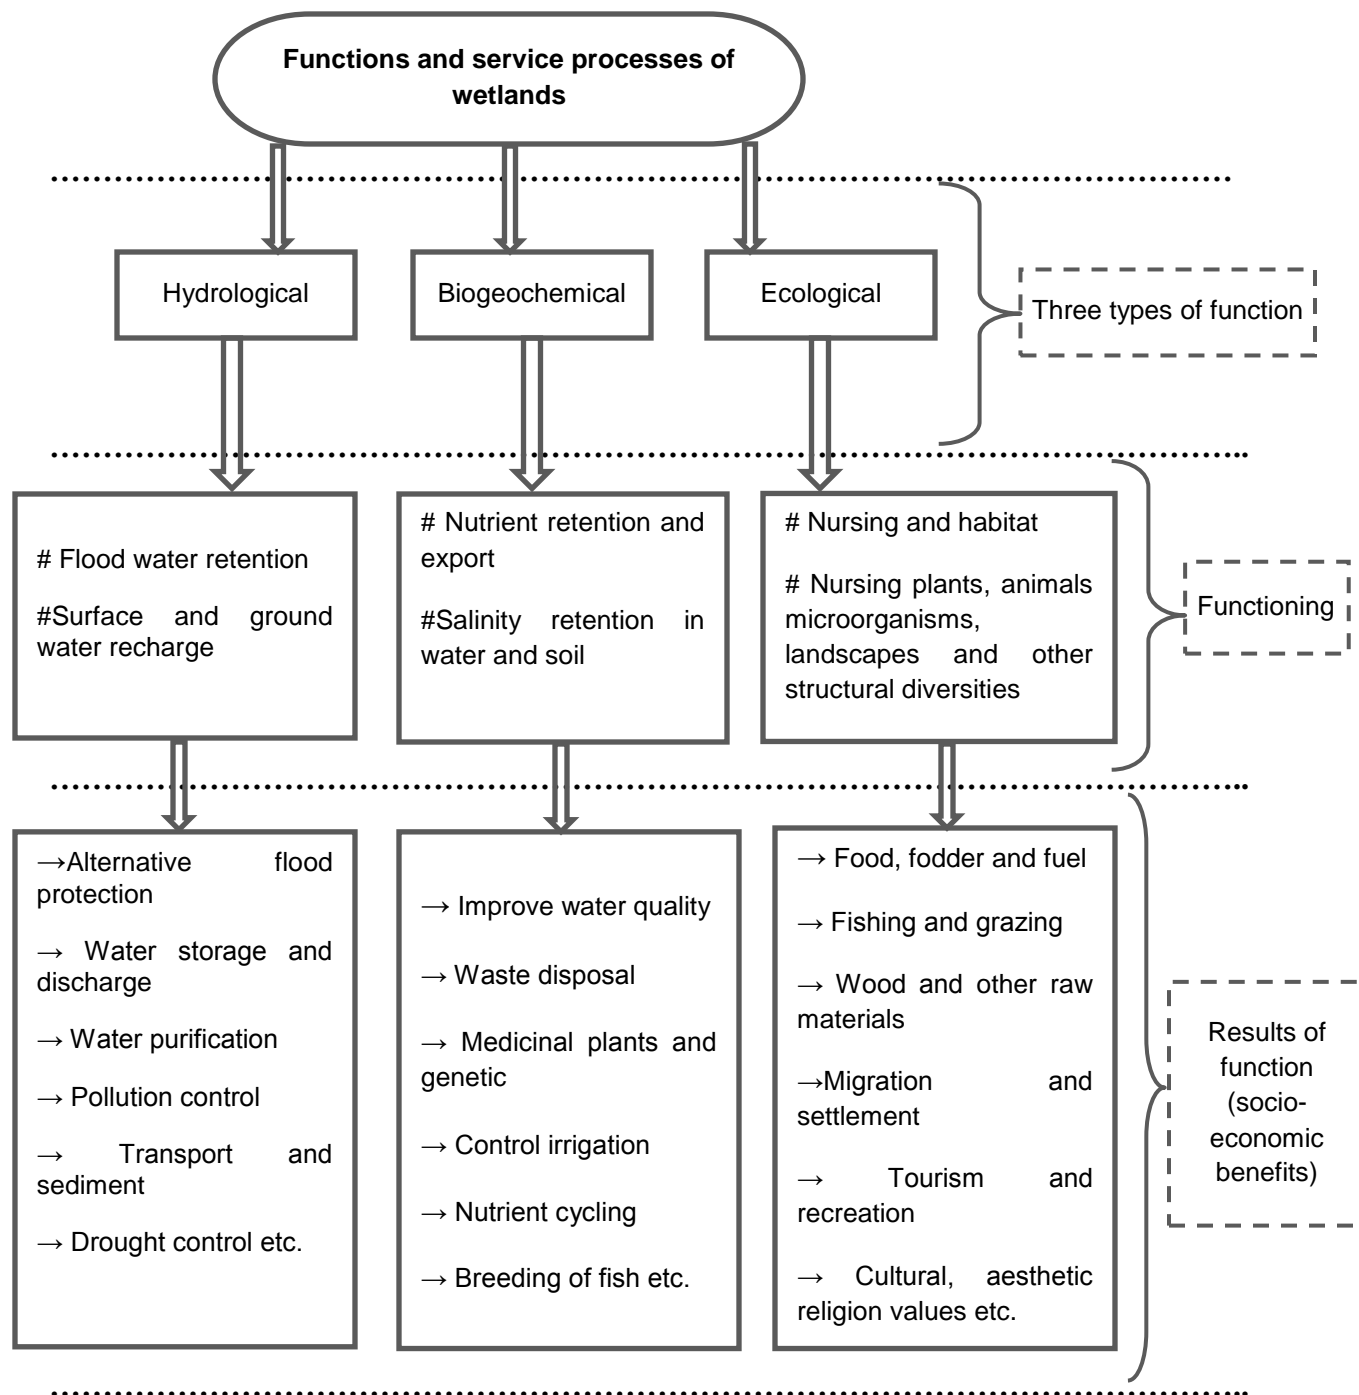 Functions and service processes of
wetlands
Hydrological
Biogeochemical
Ecological
Three types of function
# Flood water retention
#Surface and ground
water recharge
# Nutrient retention and
export
#Salinity retention in
water and soil
# Nursing and habitat
# Nursing plants, animals
microorganisms,
landscapes and other
structural diversities
Functioning
→Alternative flood
protection
→ Water storage and
discharge
→ Water purification
→ Pollution control
→ Transport and
sediment
→ Drought control etc.
→ Improve water quality
→ Waste disposal
→ Medicinal plants and
genetic
→ Control irrigation
→ Nutrient cycling
→ Breeding of fish etc.
→ Food, fodder and fuel
→ Fishing and grazing
→ Wood and other raw
materials
→Migration and
settlement
→ Tourism and
recreation
→ Cultural, aesthetic
religion values etc.
Results of
function
(socio-
economic
benefits)